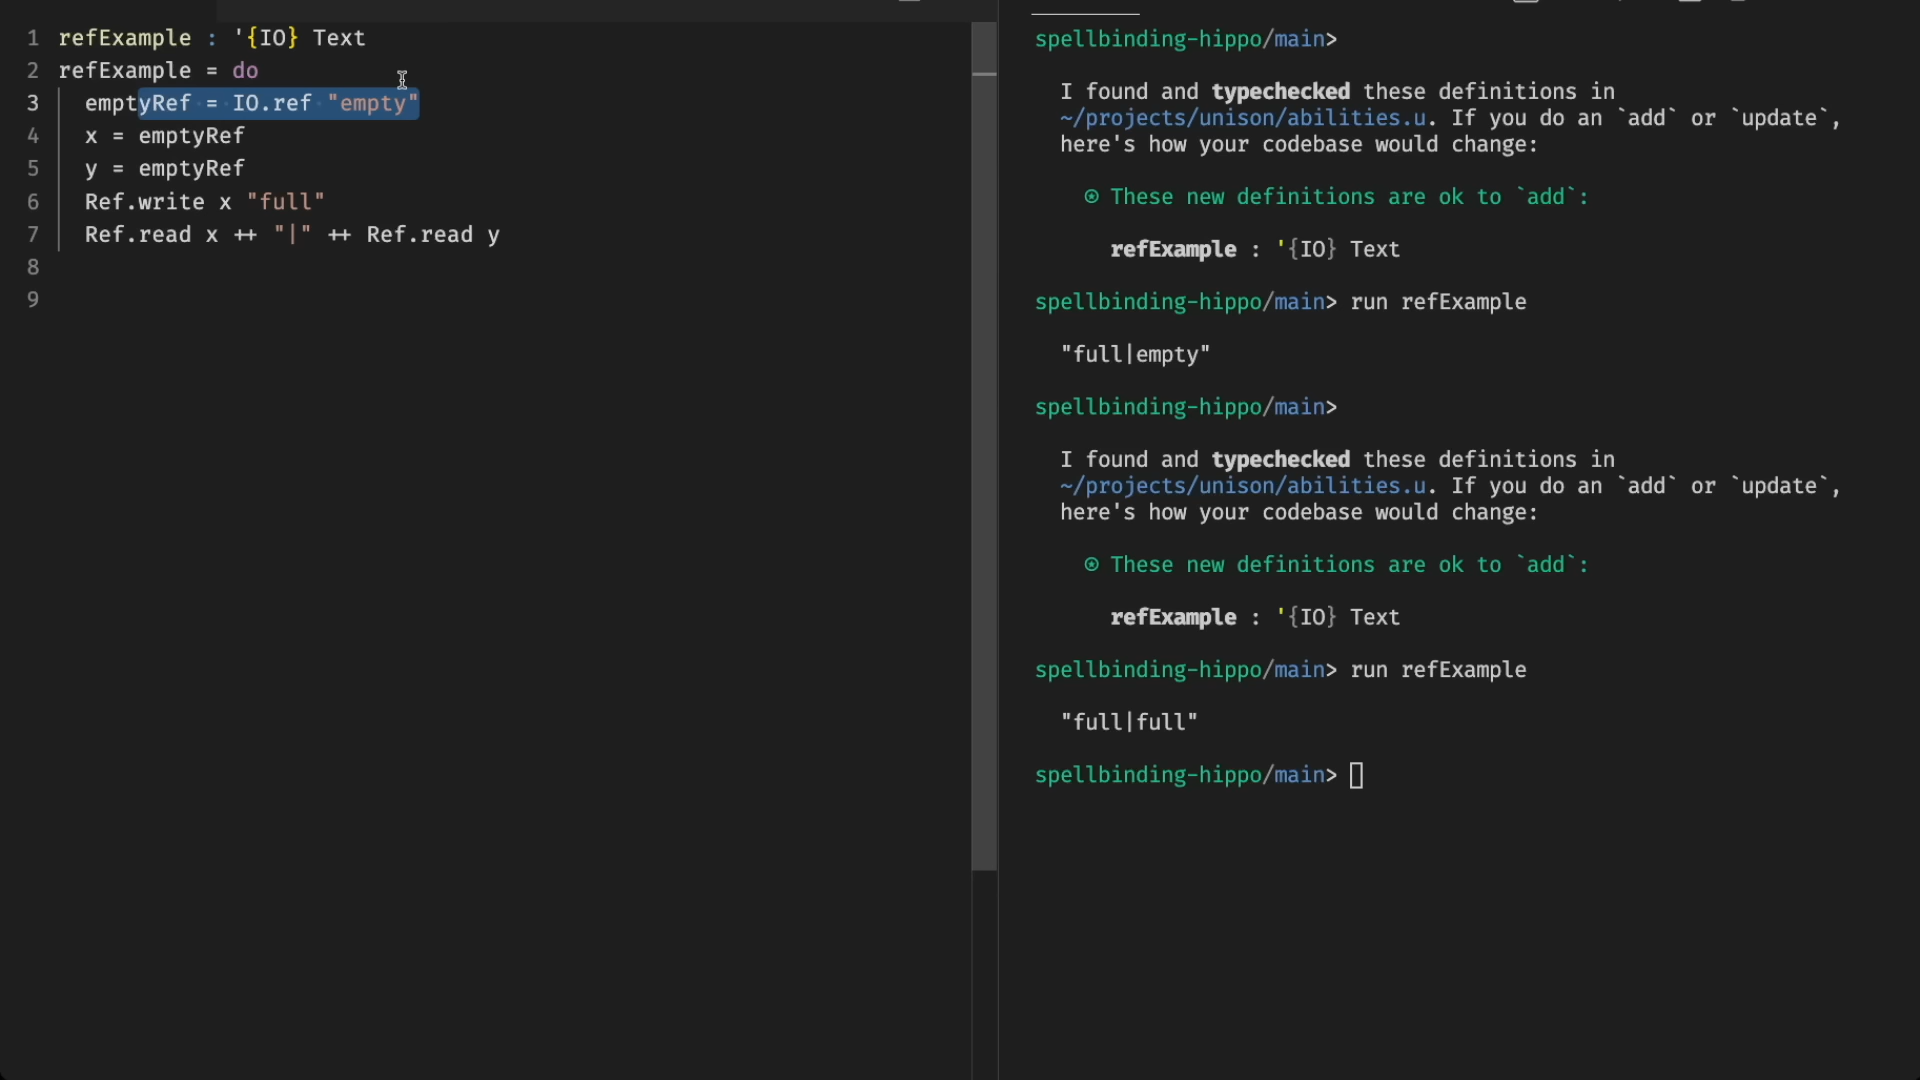 1 refExample : '{IO} Text
2 refExample = do
3 emptyRef = IO.ref "empty"
4 x = emptyRef
5 y = emptyRef
6 Ref.write x "full"
7 Ref.read x ++ "|" ++ Ref.read y
8
9
spellbinding-hippo/main>
I found and typechecked these definitions in
~/projects/unison/abilities.u. If you do an `add` or `update`,
here's how your codebase would change:
⊙ These new definitions are ok to `add`:
refExample : '{IO} Text
spellbinding-hippo/main> run refExample
"full|empty"
spellbinding-hippo/main>
I found and typechecked these definitions in
~/projects/unison/abilities.u. If you do an `add` or `update`,
here's how your codebase would change:
⊙ These new definitions are ok to `add`:
refExample : '{IO} Text
spellbinding-hippo/main> run refExample
"full|full"
spellbinding-hippo/main>